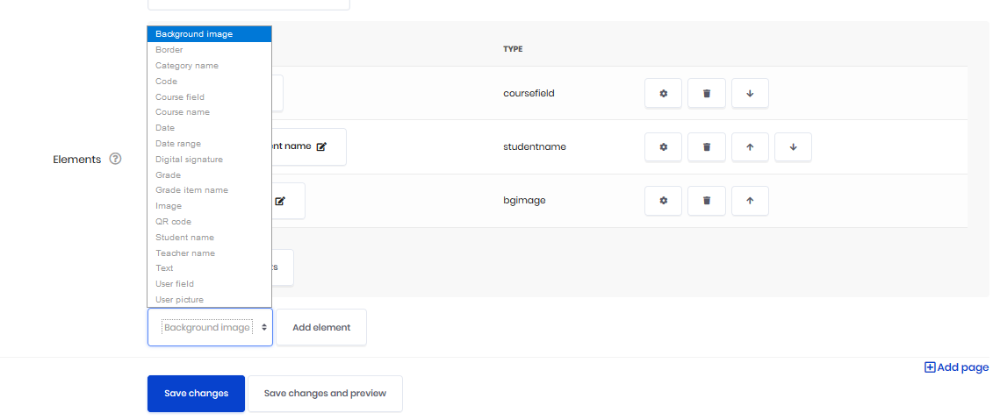 Background image
Border
Category name
Code
Course field
Course name
Date
Date range
Digital signature
Grade
Grade item name
Image
QR code
Student name
Teacher name
Text
User field
User picture
TYPE
coursefield
Elements
name
studentname
bgimage
Background image
Add element
Add page
Save changes
Save changes and preview